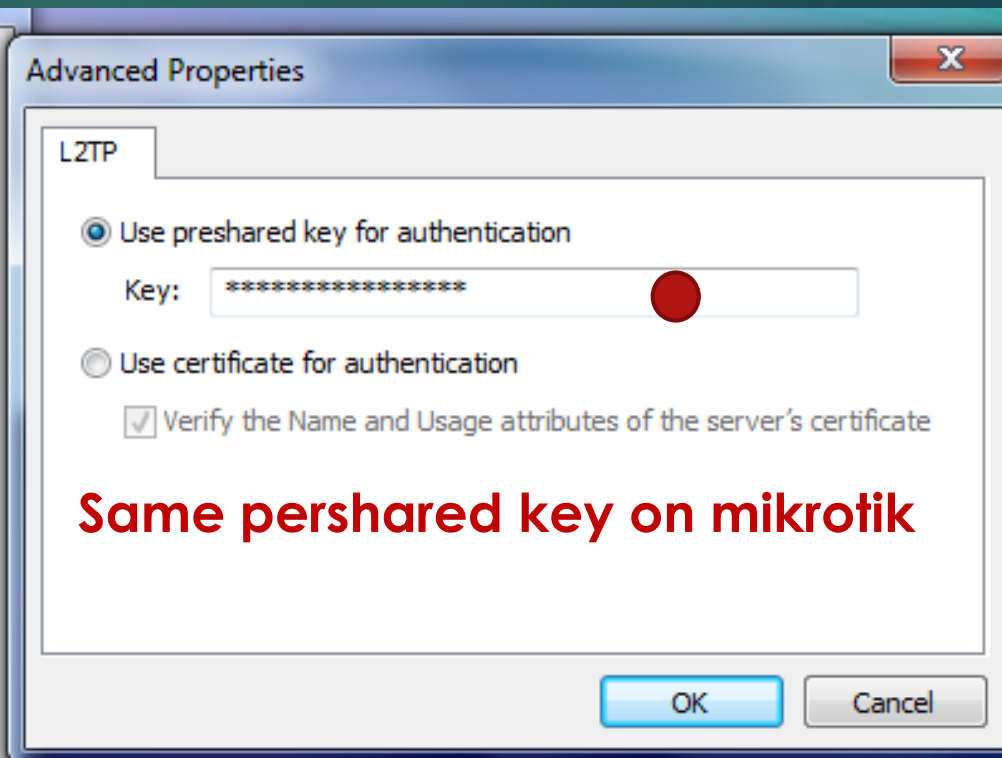 Advanced Properties
L2TP
Use preshared key for authentication
Key: ****************
Use certificate for authentication
Verify the Name and Usage attributes of the server's certificate
Same pershared key on mikrotik
OK Cancel